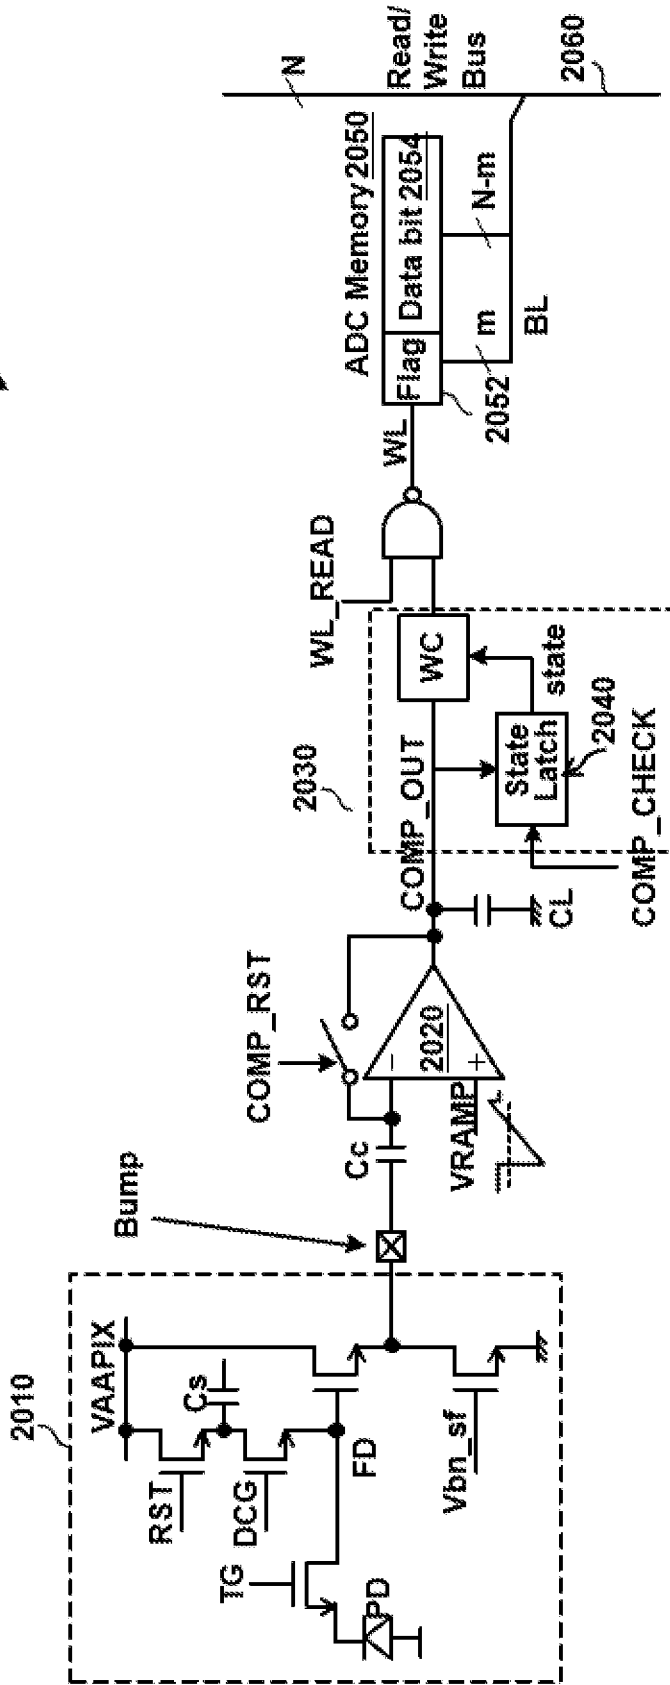 2010
VAAPIX
RST
Cs
DCG
TG
FD
PD
Vbn_sf
Bump
Cc
COMP_RST
2020
−
+
VRAMP
CL
COMP_OUT
2030
WC
State
Latch
state
2040
COMP_CHECK
WL_READ
WL
ADC Memory 2050
Flag
Data bit 2054
2052
m
N-m
BL
N
Read/
Write
Bus
2060